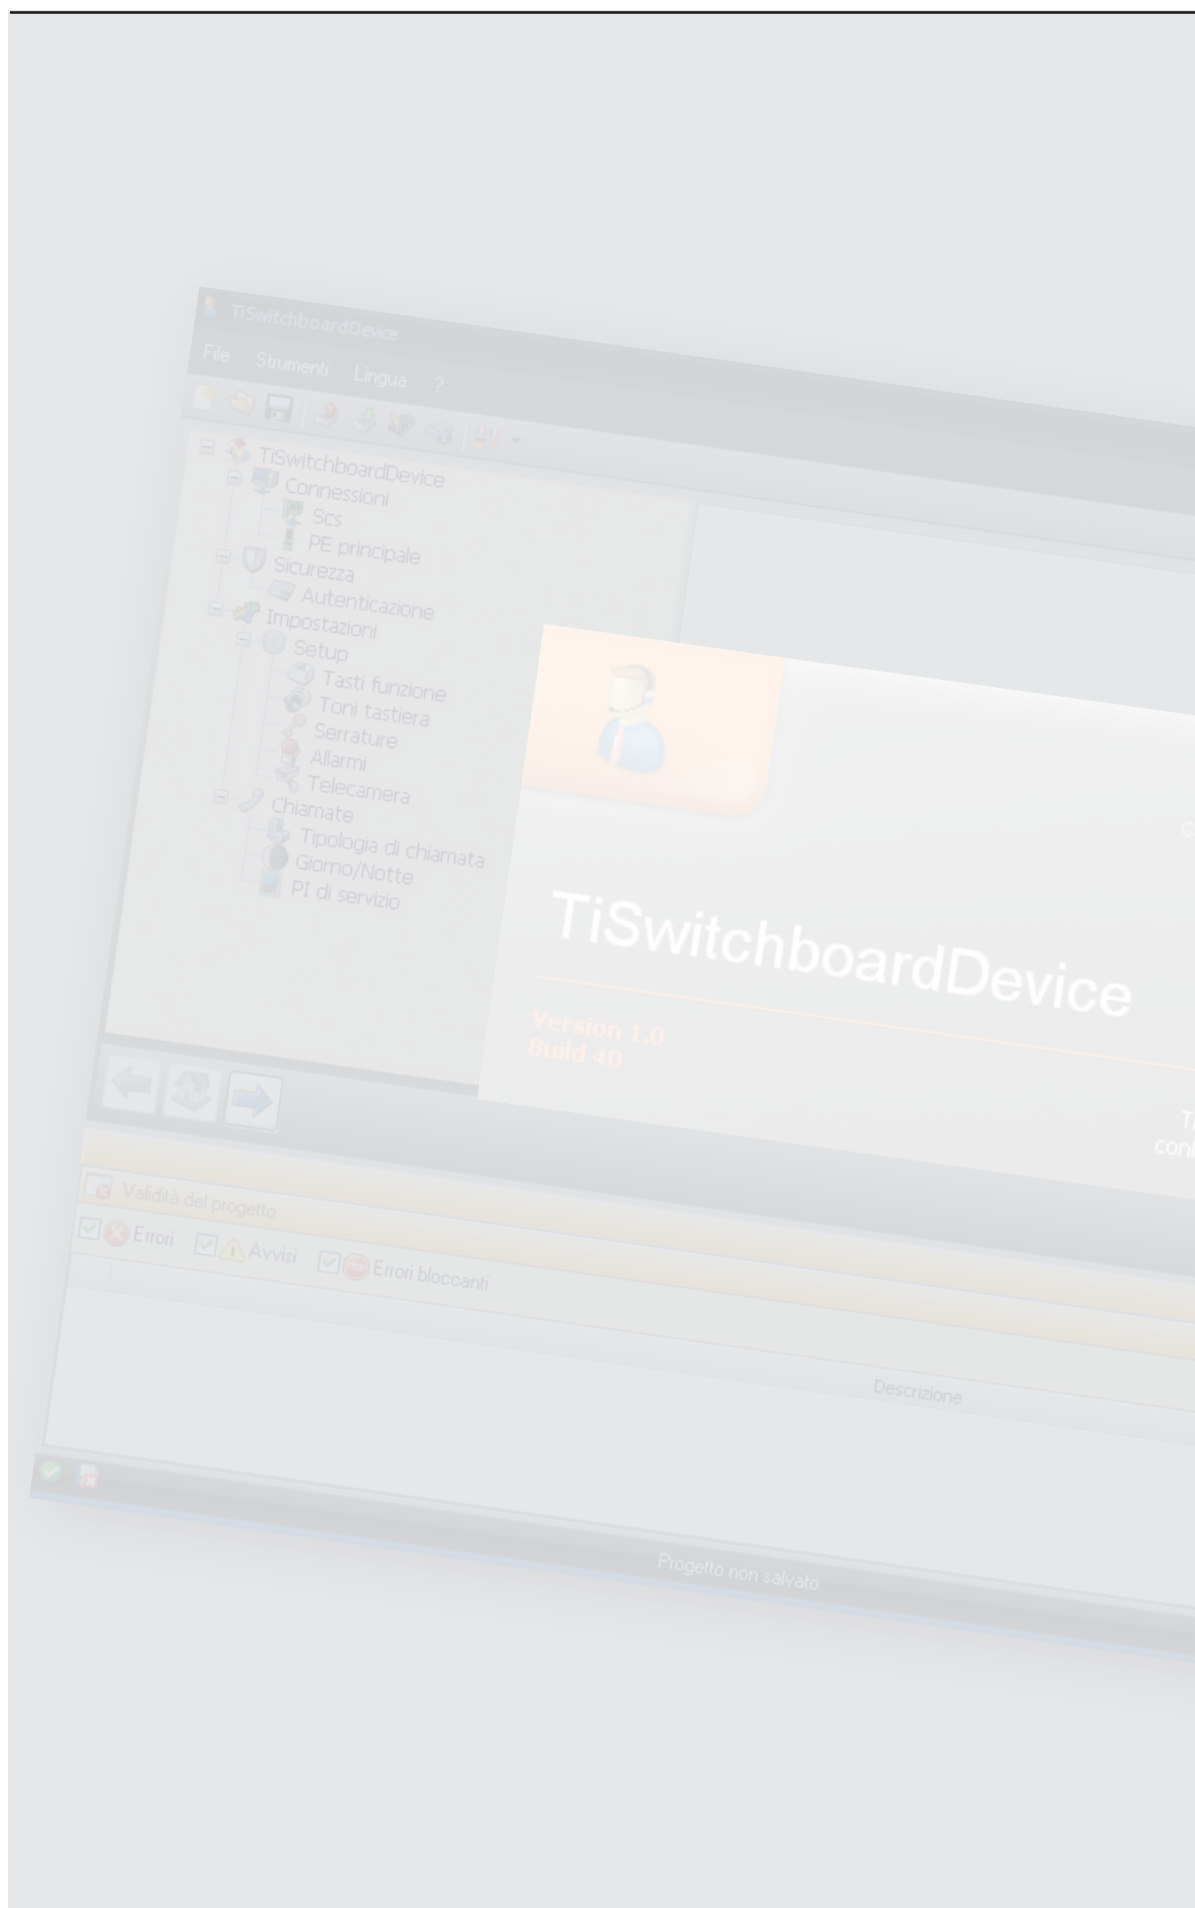 TiSwitchboardDevice
File Strumenti Lingua ?
TiSwitchboardDevice
Connessioni
Scs
PE principale
Sicurezza
Autenticazione
Impostazioni
Setup
Tasti funzione
Toni tastiera
Serrature
Allarmi
Telecamera
Chiamate
Tipologia di chiamata
Giorno/Notte
PI di servizio
TiSwitchboardDevice
Version 1.0
Build 40
Validità del progetto
Errori Avvisi Errori bloccanti
Descrizione
Progetto non salvato